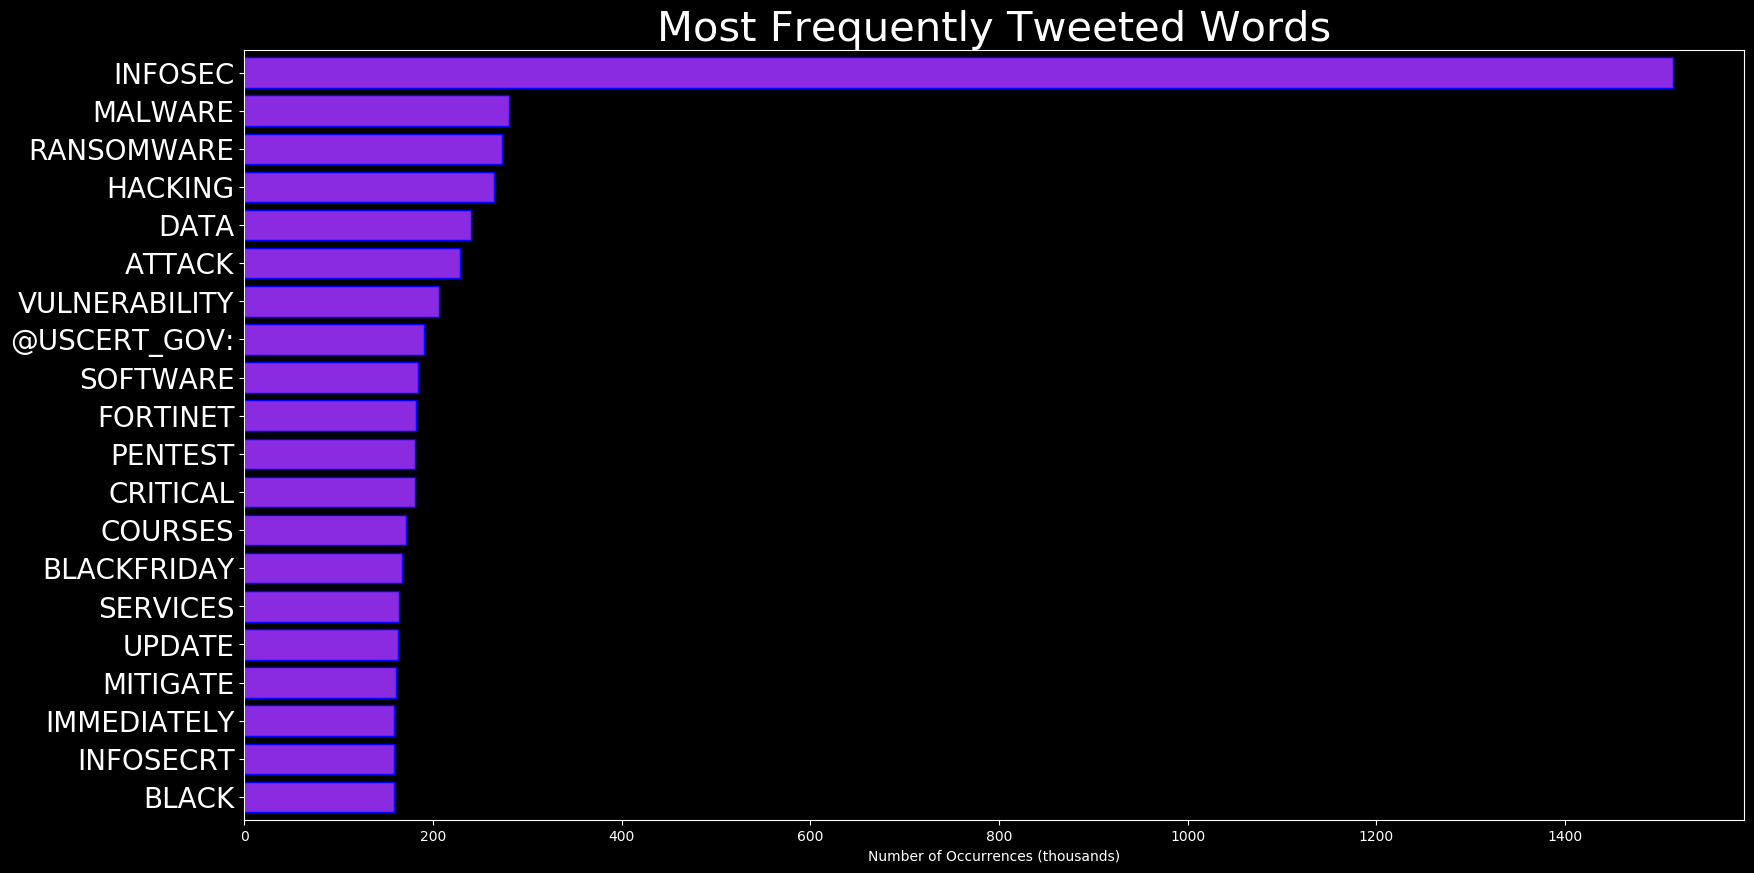 Most Frequently Tweeted Words
INFOSEC
MALWARE
RANSOMWARE
HACKING
DATA
ATTACK
VULNERABILITY
@USCERT_GOV:
SOFTWARE
FORTINET
PENTEST
CRITICAL
COURSES
BLACKFRIDAY
SERVICES
UPDATE
MITIGATE
IMMEDIATELY
INFOSECRT
BLACK
0 200 400 600 800 1000 1200 1400
Number of Occurrences (thousands)